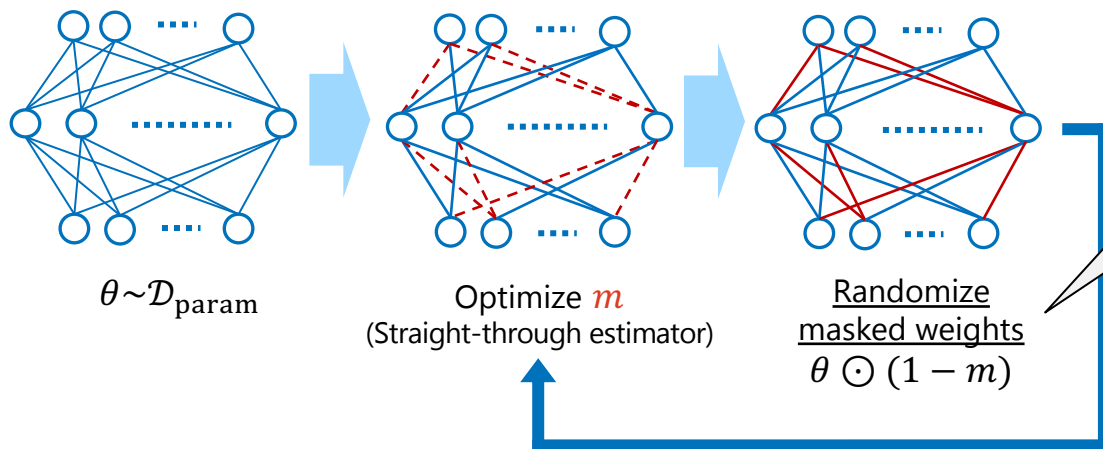 θ~𝒟param
Optimize m
(Straight-through estimator)
Randomize
masked weights
θ ⊙ (1 − m)